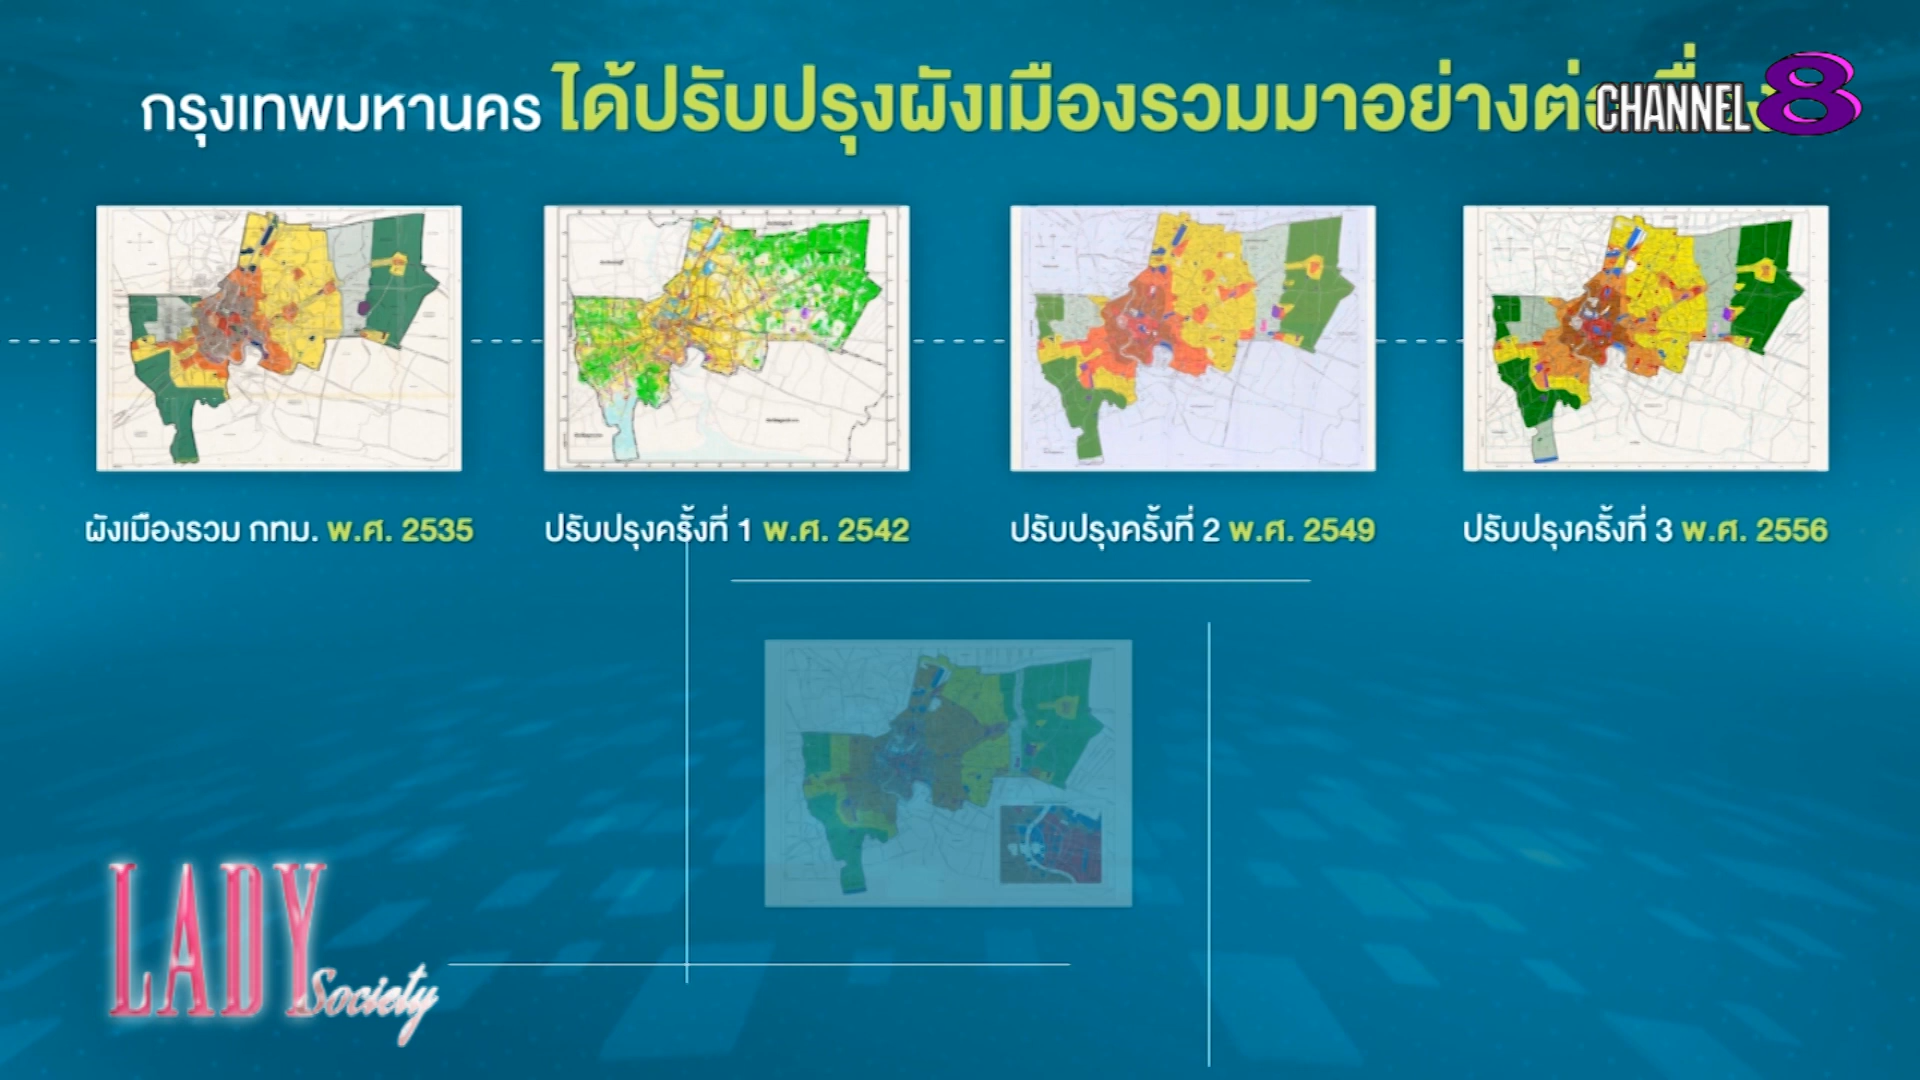 กรุงเทพมหานคร ได้ปรับปรุงผังเมืองรวมมาอย่าง
CHANNEL 8
ผังเมืองรวม กทม. พ.ศ. 2535
ปรับปรุงครั้งที่ 1 พ.ศ. 2542
ปรับปรุงครั้งที่ 2 พ.ศ. 2549
ปรับปรุงครั้งที่ 3 พ.ศ. 2556
LADY
Society